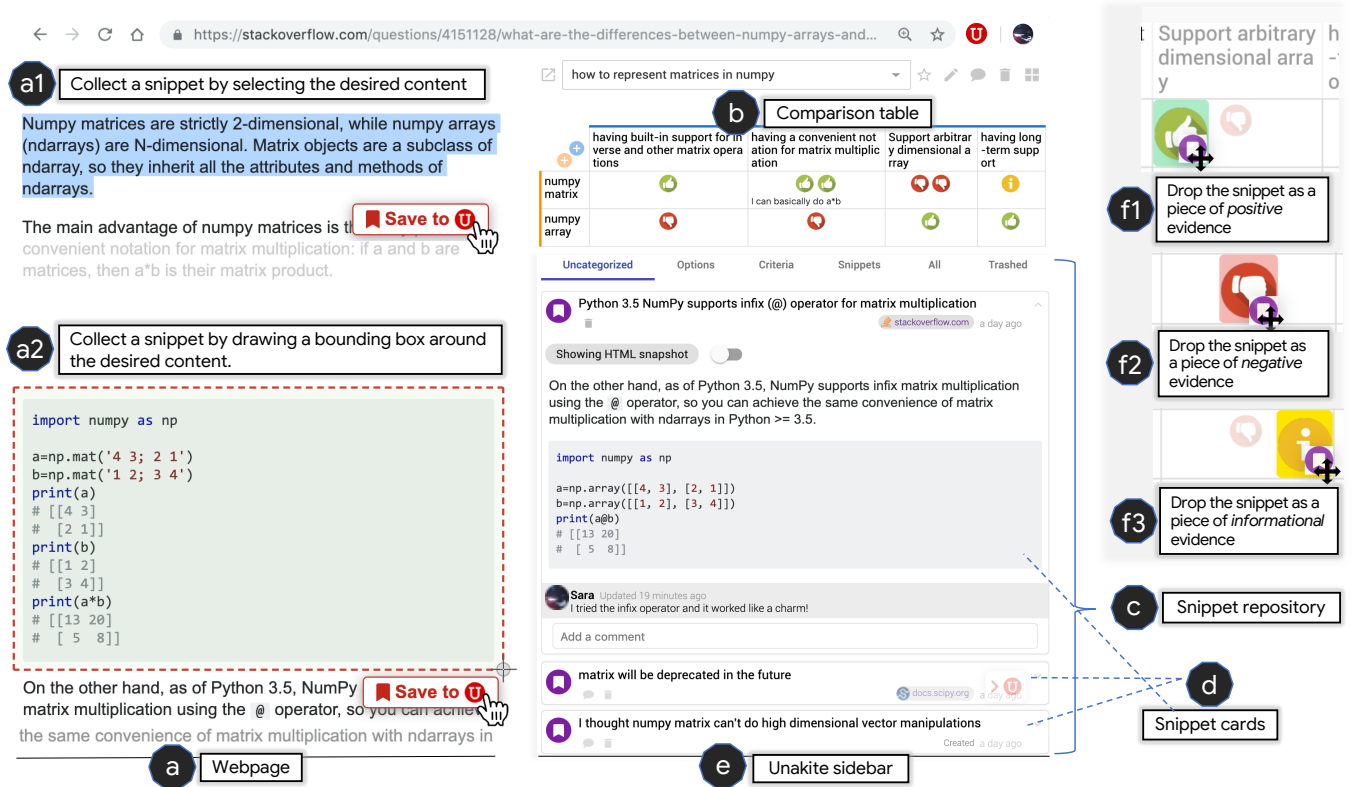 https://stackoverflow.com/questions/4151128/what-are-the-differences-between-numpy-arrays-and...
a1
Collect a snippet by selecting the desired content
Numpy matrices are strictly 2-dimensional, while numpy arrays
(ndarrays) are N-dimensional. Matrix objects are a subclass of
ndarray, so they inherit all the attributes and methods of
ndarrays.
Save to
The main advantage of numpy matrices is
convenient notation for matrix multiplication: if a and b are
matrices, then a*b is their matrix product.
a2
Collect a snippet by drawing a bounding box around
the desired content.
import numpy as np
a=np.mat('4 3; 2 1')
b=np.mat('1 2; 3 4')
print(a)
# [[4 3]
#  [2 1]]
print(b)
# [[1 2]
#  [3 4]]
print(a*b)
# [[13 20]
#  [ 5  8]]
On the other hand, as of Python 3.5, NumPy
Save to
matrix multiplication using the @ operator, so you can achieve
the same convenience of matrix multiplication with ndarrays in
a
Webpage
how to represent matrices in numpy
b
Comparison table
having built-in support for in
verse and other matrix opera
tions
having a convenient not
ation for matrix multiplic
ation
Support arbitrar
y dimensional a
rray
having long
-term supp
ort
numpy
matrix
I can basically do a*b
numpy
array
Uncategorized
Options
Criteria
Snippets
All
Trashed
Python 3.5 NumPy supports infix (@) operator for matrix multiplication
stackoverflow.com
a day ago
Showing HTML snapshot
On the other hand, as of Python 3.5, NumPy supports infix matrix multiplication
using the @ operator, so you can achieve the same convenience of matrix
multiplication with ndarrays in Python >= 3.5.
import numpy as np
a=np.array([[4, 3], [2, 1]])
b=np.array([[1, 2], [3, 4]])
print(a@b)
# [[13 20]
#  [ 5  8]]
Sara Updated 19 minutes ago
I tried the infix operator and it worked like a charm!
Add a comment
matrix will be deprecated in the future
docs.scipy.org
a day ago
I thought numpy matrix can't do high dimensional vector manipulations
Created a day ago
e
Unakite sidebar
Support arbitrary
dimensional arra
y
f1
Drop the snippet as a
piece of positive
evidence
f2
Drop the snippet as
a piece of negative
evidence
f3
Drop the snippet as a
piece of informational
evidence
c
Snippet repository
d
Snippet cards